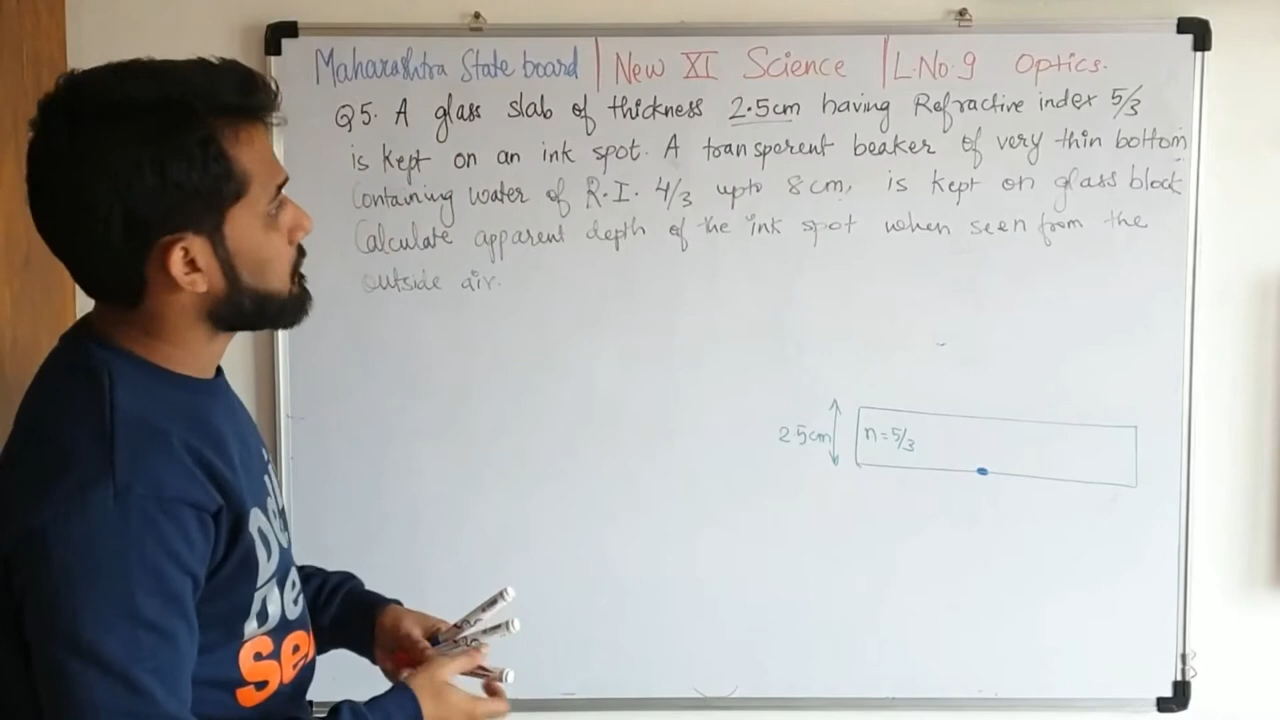 Maharashtra State board | New XI Science | L.No.9 Optics.
Q5. A glass slab of thickness 2.5cm having Refractive index 5/3
is kept on an ink spot. A transperent beaker of very thin bottom
Containing water of R.I. 4/3 upto 8cm, is kept on glass block
Calculate apparent depth of the ink spot when seen from the
outside air.
2.5cm
n=5/3